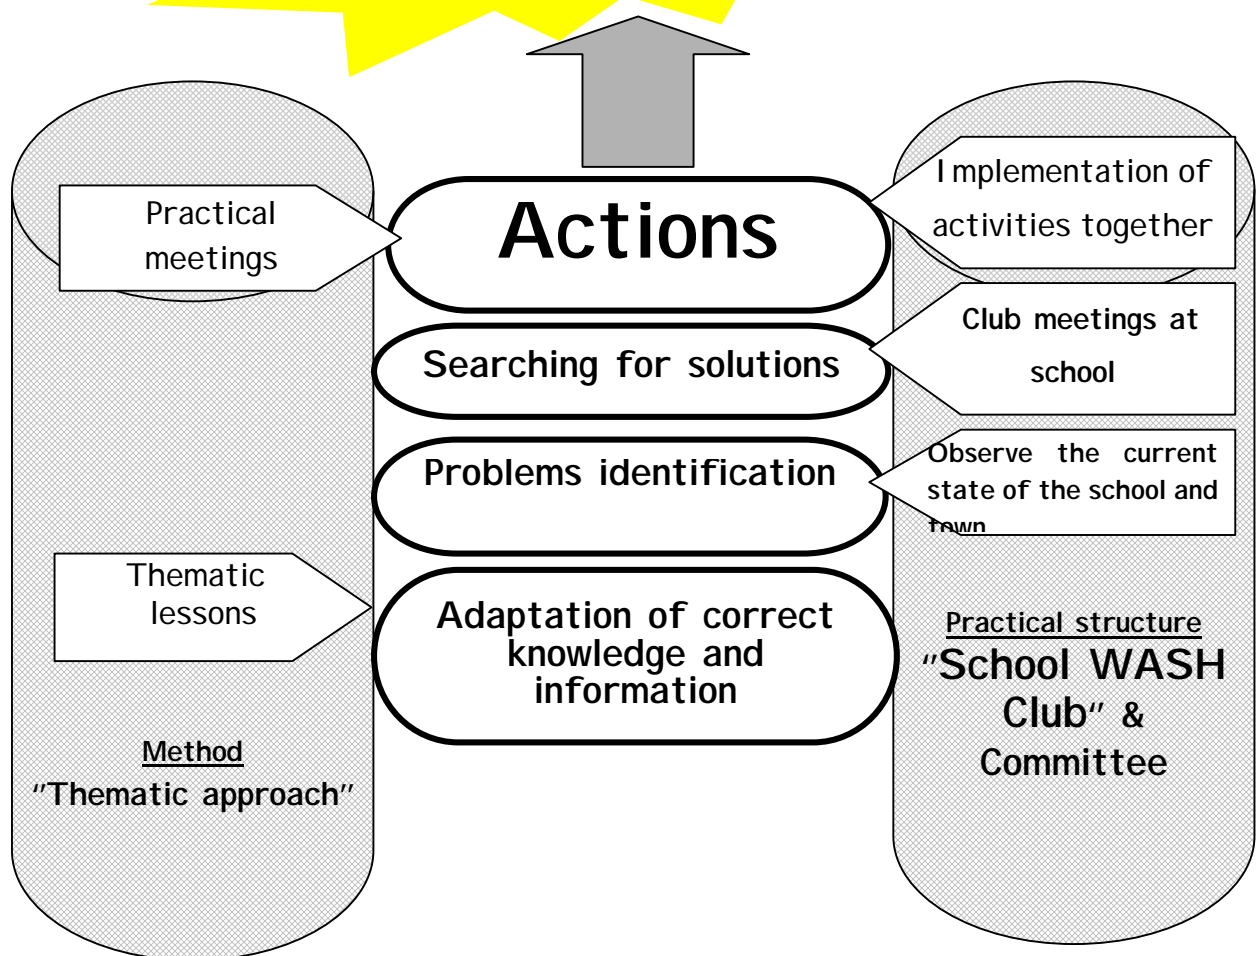 Practical
meetings
Actions
Implementation of
activities together
Searching for solutions
Club meetings at
school
Problems identification
Observe the current
state of the school and
town
Thematic
lessons
Adaptation of correct
knowledge and
information
Method
"Thematic approach"
Practical structure
"School WASH
Club" &
Committee